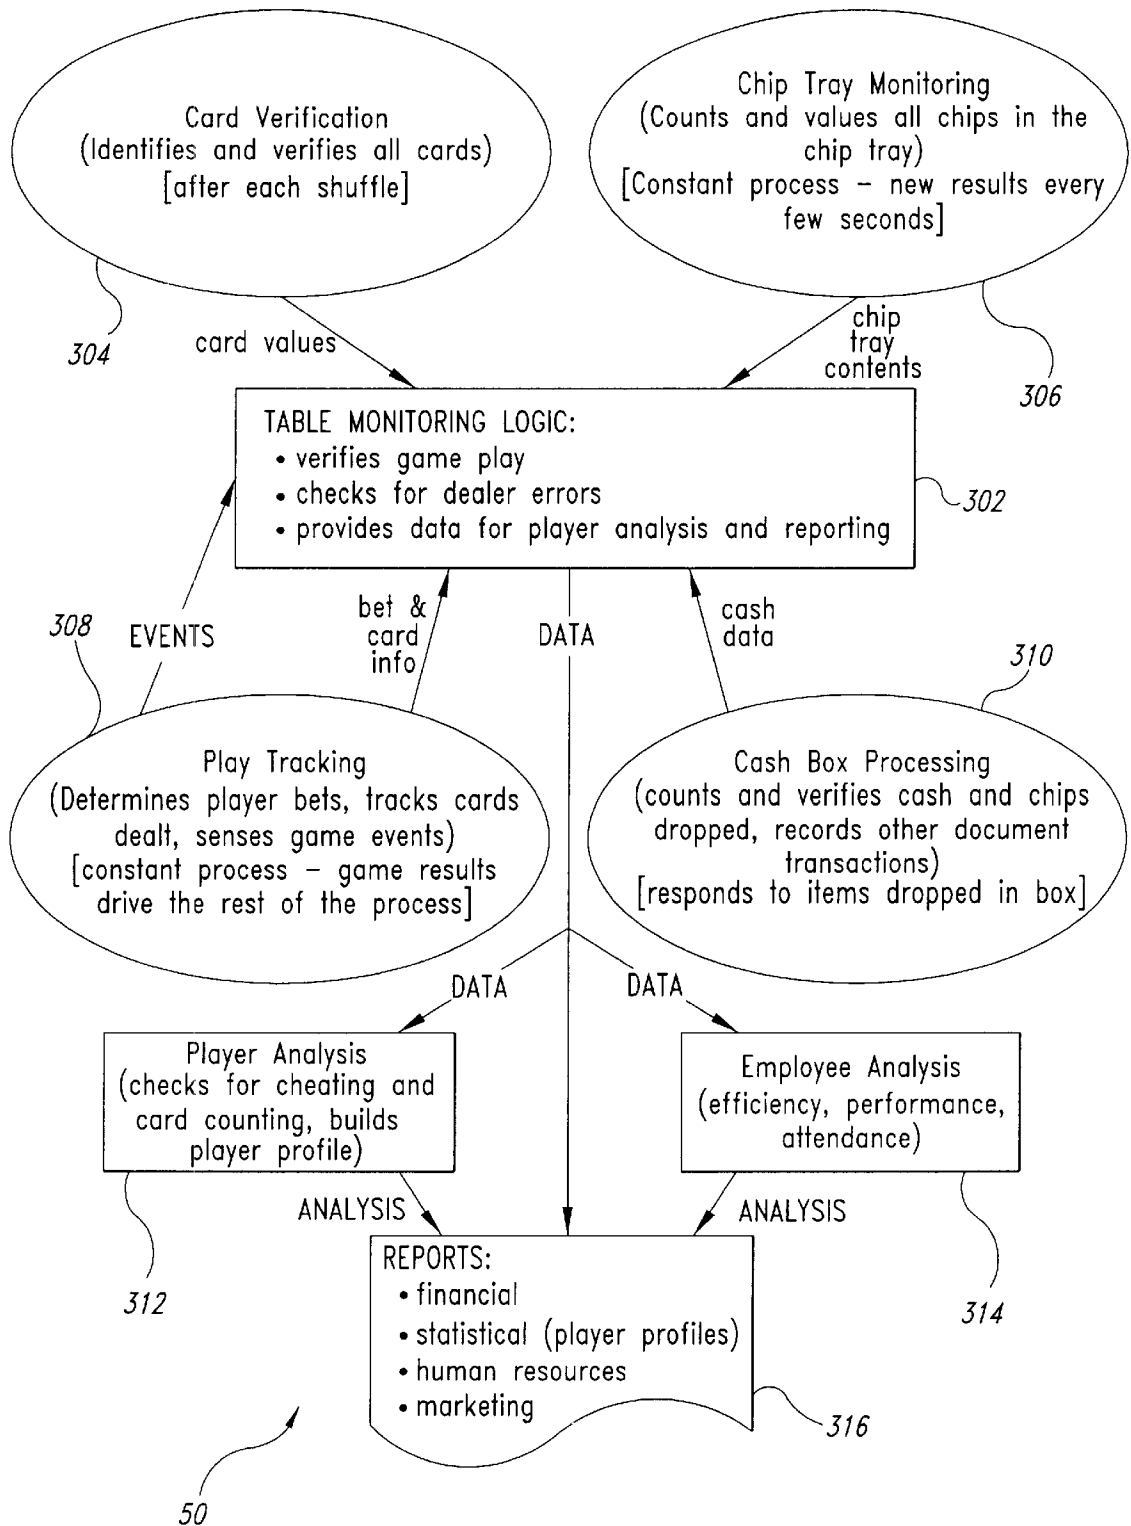 Card Verification
(Identifies and verifies all cards)
[after each shuffle]
Chip Tray Monitoring
(Counts and values all chips in the
chip tray)
[Constant process – new results every
few seconds]
304
card values
chip
tray
contents
306
TABLE MONITORING LOGIC:
• verifies game play
• checks for dealer errors
• provides data for player analysis and reporting
302
308
EVENTS
bet &
card
info
DATA
cash
data
310
Play Tracking
(Determines player bets, tracks cards
dealt, senses game events)
[constant process – game results
drive the rest of the process]
Cash Box Processing
(counts and verifies cash and chips
dropped, records other document
transactions)
[responds to items dropped in box]
DATA
DATA
Player Analysis
(checks for cheating and
card counting, builds
player profile)
Employee Analysis
(efficiency, performance,
attendance)
312
ANALYSIS
ANALYSIS
314
REPORTS:
• financial
• statistical (player profiles)
• human resources
• marketing
316
50